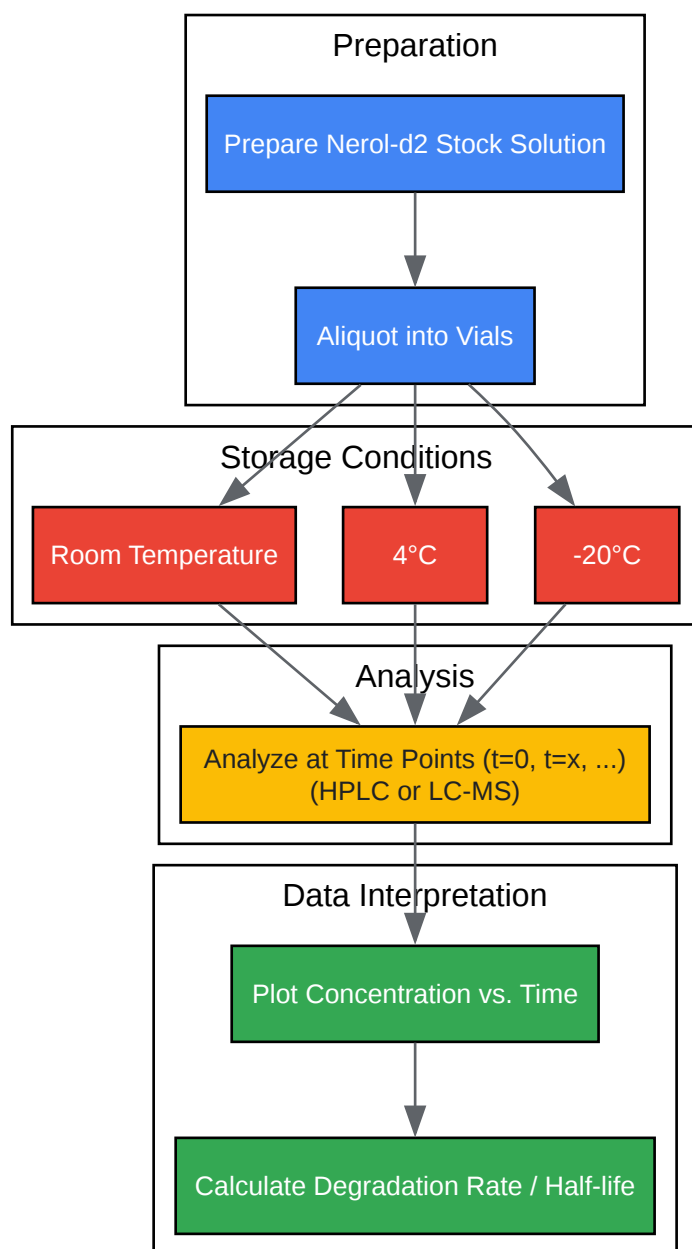 Preparation
Prepare Nerol-d2 Stock Solution
Aliquot into Vials
Storage Conditions
Room Temperature
4°C
-20°C
Analysis
Analyze at Time Points (t=0, t=x, ...)
(HPLC or LC-MS)
Data Interpretation
Plot Concentration vs. Time
Calculate Degradation Rate / Half-life